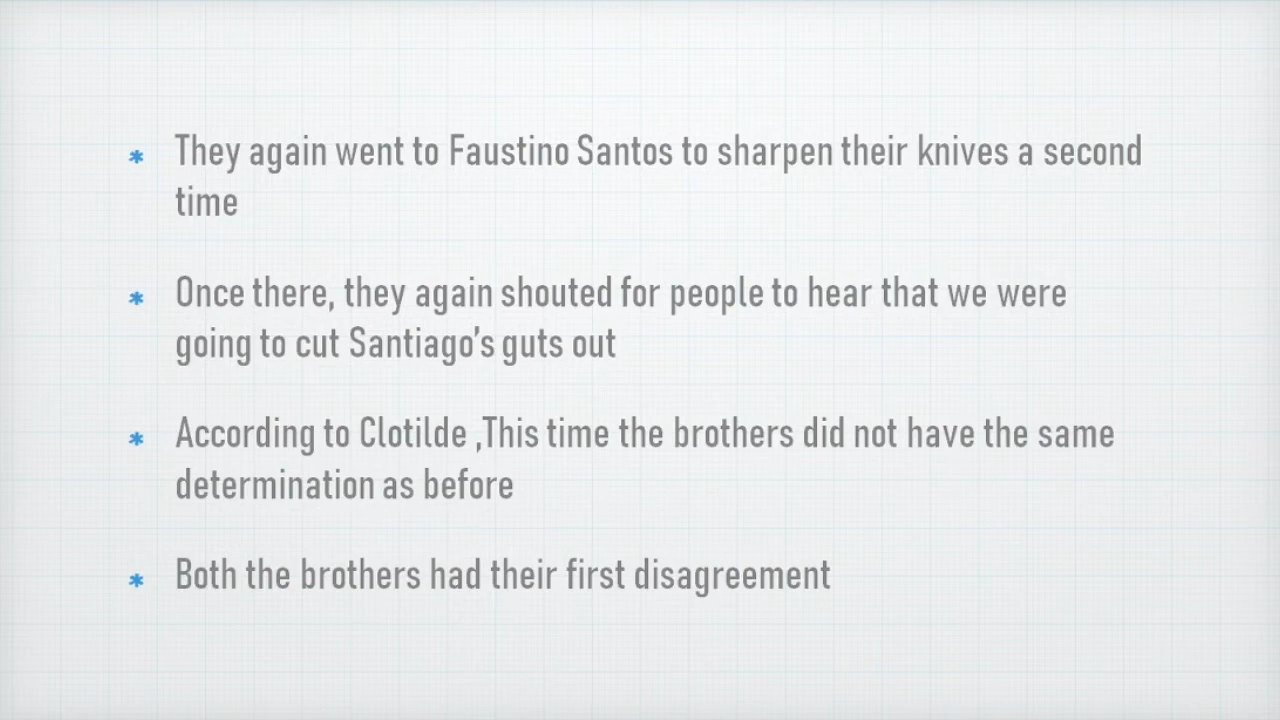 * They again went to Faustino Santos to sharpen their knives a second
time
* Once there, they again shouted for people to hear that we were
going to cut Santiago's guts out
* According to Clotilde ,This time the brothers did not have the same
determination as before
* Both the brothers had their first disagreement